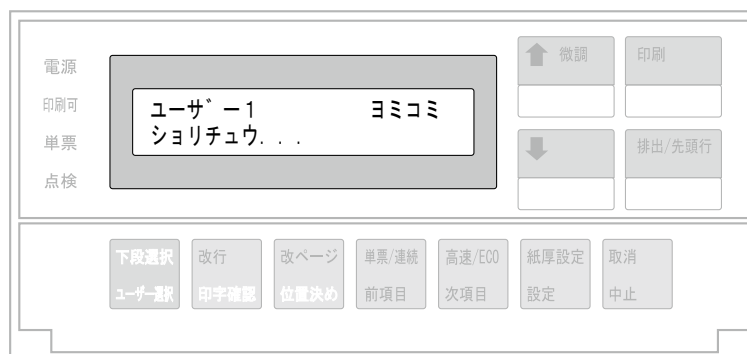 電源
印刷可
単票
点検
ユーザー1 ヨミコミ
ショリチュウ...
微調
印刷
排出/先頭行
下段選択
ユーザー選択
改行
印字確認
改ページ
位置決め
単票/連続
前項目
高速/ECO
次項目
紙厚設定
設定
取消
中止